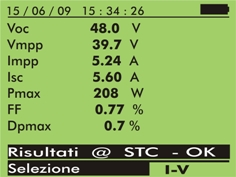 15 / 06 / 09 15 : 34 : 26
Voc 48.0 V
Vmpp 39.7 V
Impp 5.24 A
Isc 5.60 A
Pmax 208 W
FF 0.77 %
Dpmax 0.7 %
Risultati @ STC - OK
Selezione I-V